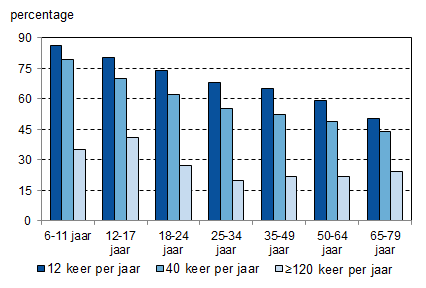 percentage
90
75
60
45
30
15
0
6-11 jaar 12-17 18-24 25-34 35-49 50-64 65-79
jaar jaar jaar jaar jaar jaar
12 keer per jaar 40 keer per jaar ≥120 keer per jaar